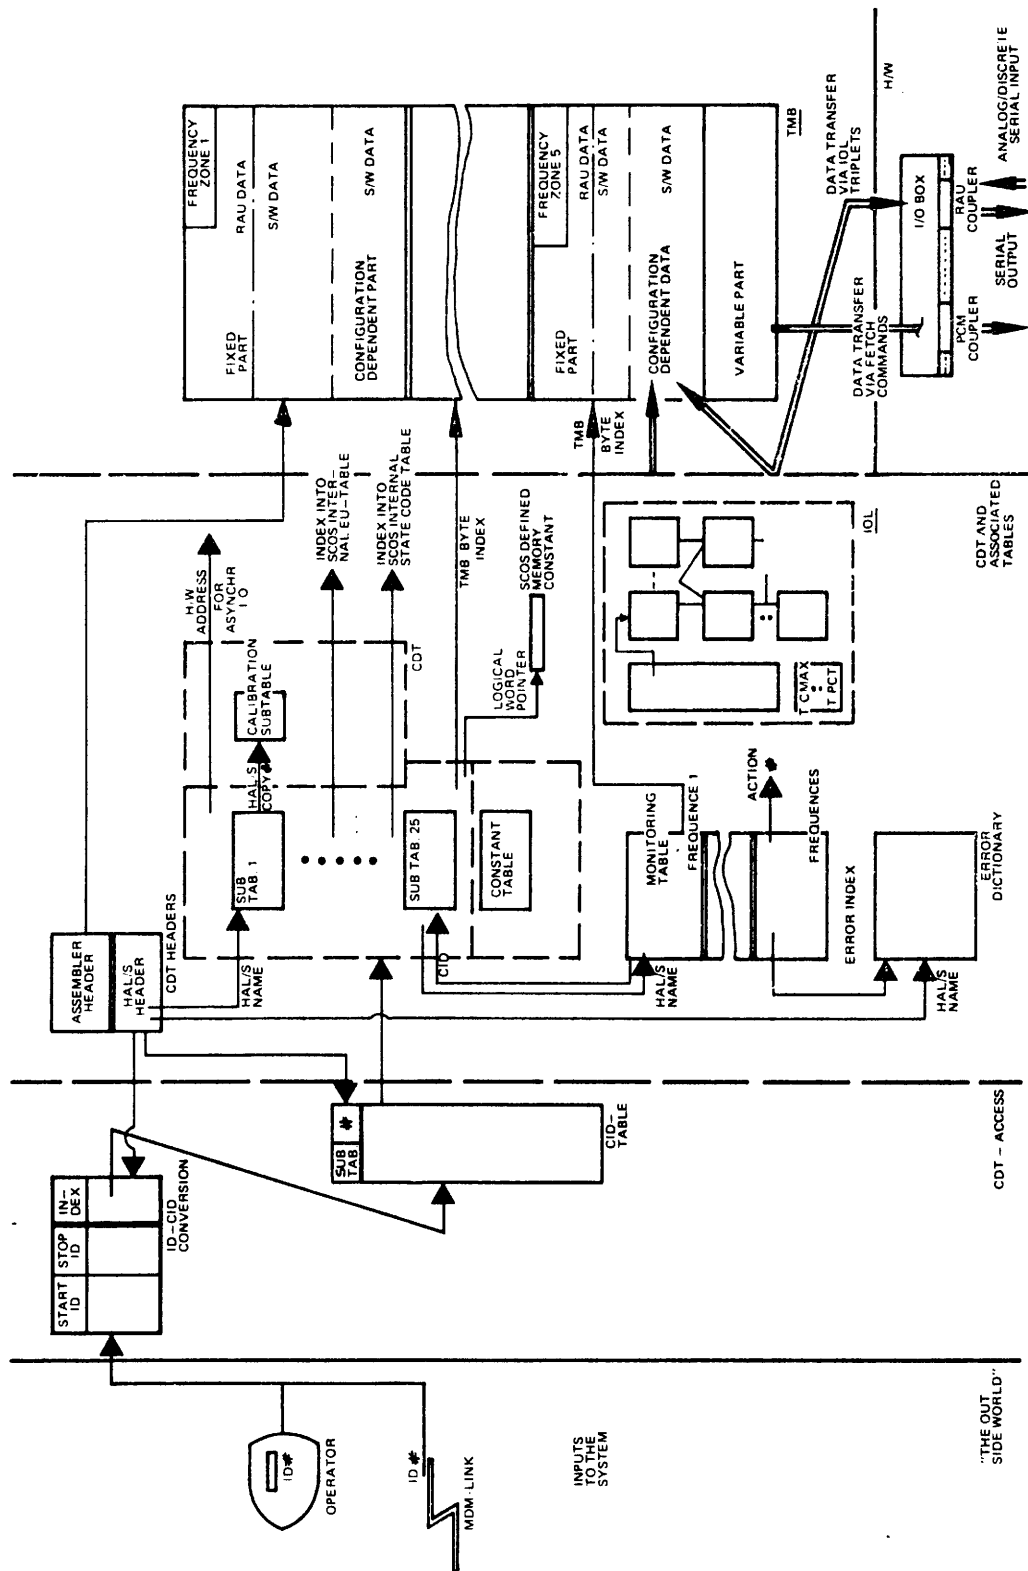 ID#
OPERATOR
ID#
MDM-LINK
INPUTS
TO THE
SYSTEM
"THE OUT
SIDE WORLD"
START
ID
STOP
ID
IN-
DEX
ID-CID
CONVERSION
SUB
TAB
#
CID-
TABLE
CDT - ACCESS
ASSEMBLER
HEADER
HAL/S
HEADER
CDT HEADERS
HAL/S
NAME
SUB
TAB. 1
HAL/S
COPY#
CALIBRATION
SUBTABLE
H/W
ADDRESS
FOR
ASYNCHR
I O
INDEX INTO
SCOS INTER-
NAL EU-TABLE
INDEX INTO
SCOS INTERNAL
STATE CODE TABLE
CDT
SUB TAB. 25
CID
TMB BYTE
INDEX
CONSTANT
TABLE
LOGICAL
WORD
POINTER
SCOS DEFINED
MEMORY
CONSTANT
HAL/S
NAME
MONITORING
TABLE
FREQUENCE 1
TMB
BYTE
INDEX
ACTION #
FREQUENCES
ERROR INDEX
HAL/S
NAME
ERROR
DICTIONARY
T CMAX
:
T PCT
IOL
CDT AND
ASSOCIATED
TABLES
FREQUENCY
ZONE 1
FIXED
PART
RAU DATA
S/W DATA
CONFIGURATION
DEPENDENT PART
S/W DATA
FREQUENCY
ZONE 5
FIXED
PART
RAU DATA
S/W DATA
CONFIGURATION
DEPENDENT DATA
S/W DATA
VARIABLE PART
TMB
DATA TRANSFER
VIA FETCH
COMMANDS
DATA TRANSFER
VIA IOL
TRIPLETS
H/W
I/O BOX
PCM
COUPLER
RAU
COUPLER
SERIAL
OUTPUT
ANALOG/DISCRETE
SERIAL INPUT